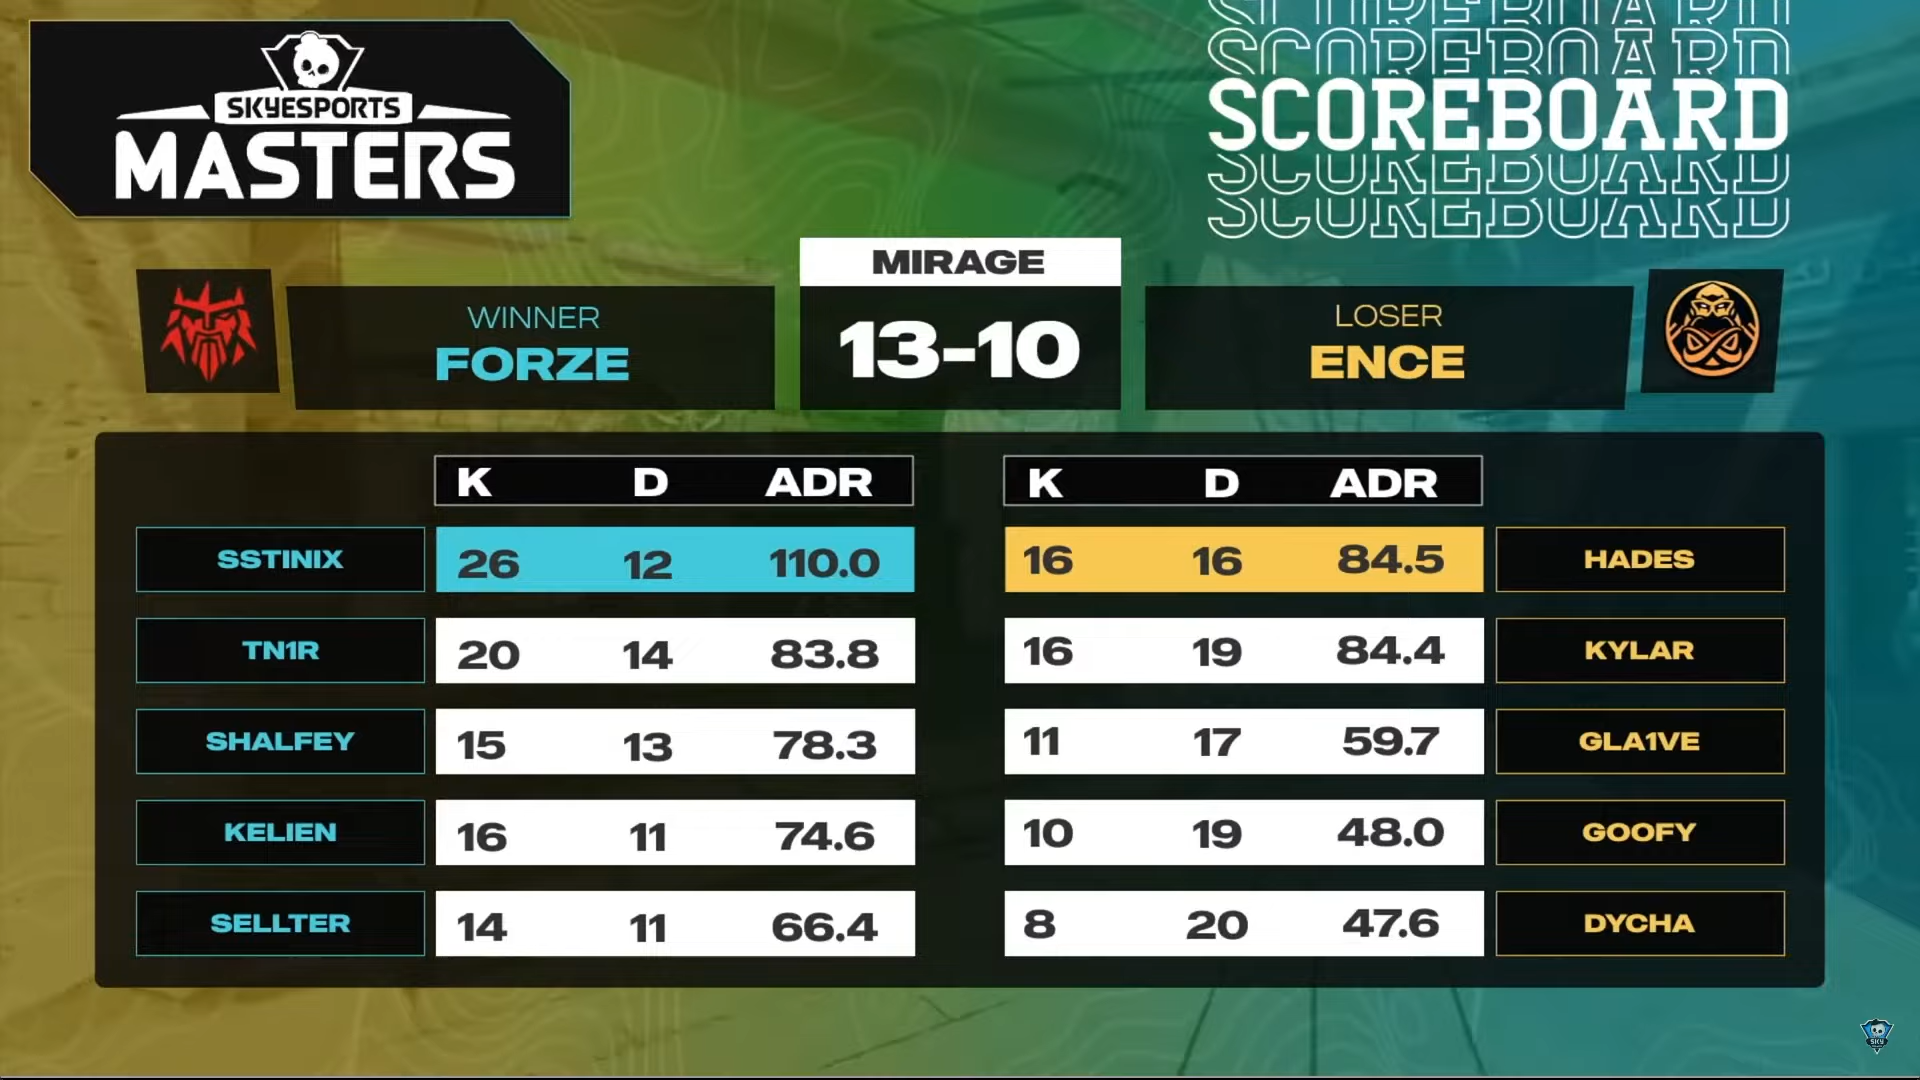 SKYESPORTS
MASTERS
SCOREBOARD
SCOREBOARD
SCOREBOARD
SCOREBOARD
SCOREBOARD
MIRAGE
WINNER
FORZE
13-10
LOSER
ENCE
K D ADR K D ADR
SSTINIX 26 12 110.0 16 16 84.5 HADES
TN1R 20 14 83.8 16 19 84.4 KYLAR
SHALFEY 15 13 78.3 11 17 59.7 GLA1VE
KELIEN 16 11 74.6 10 19 48.0 GOOFY
SELLTER 14 11 66.4 8 20 47.6 DYCHA
SKY